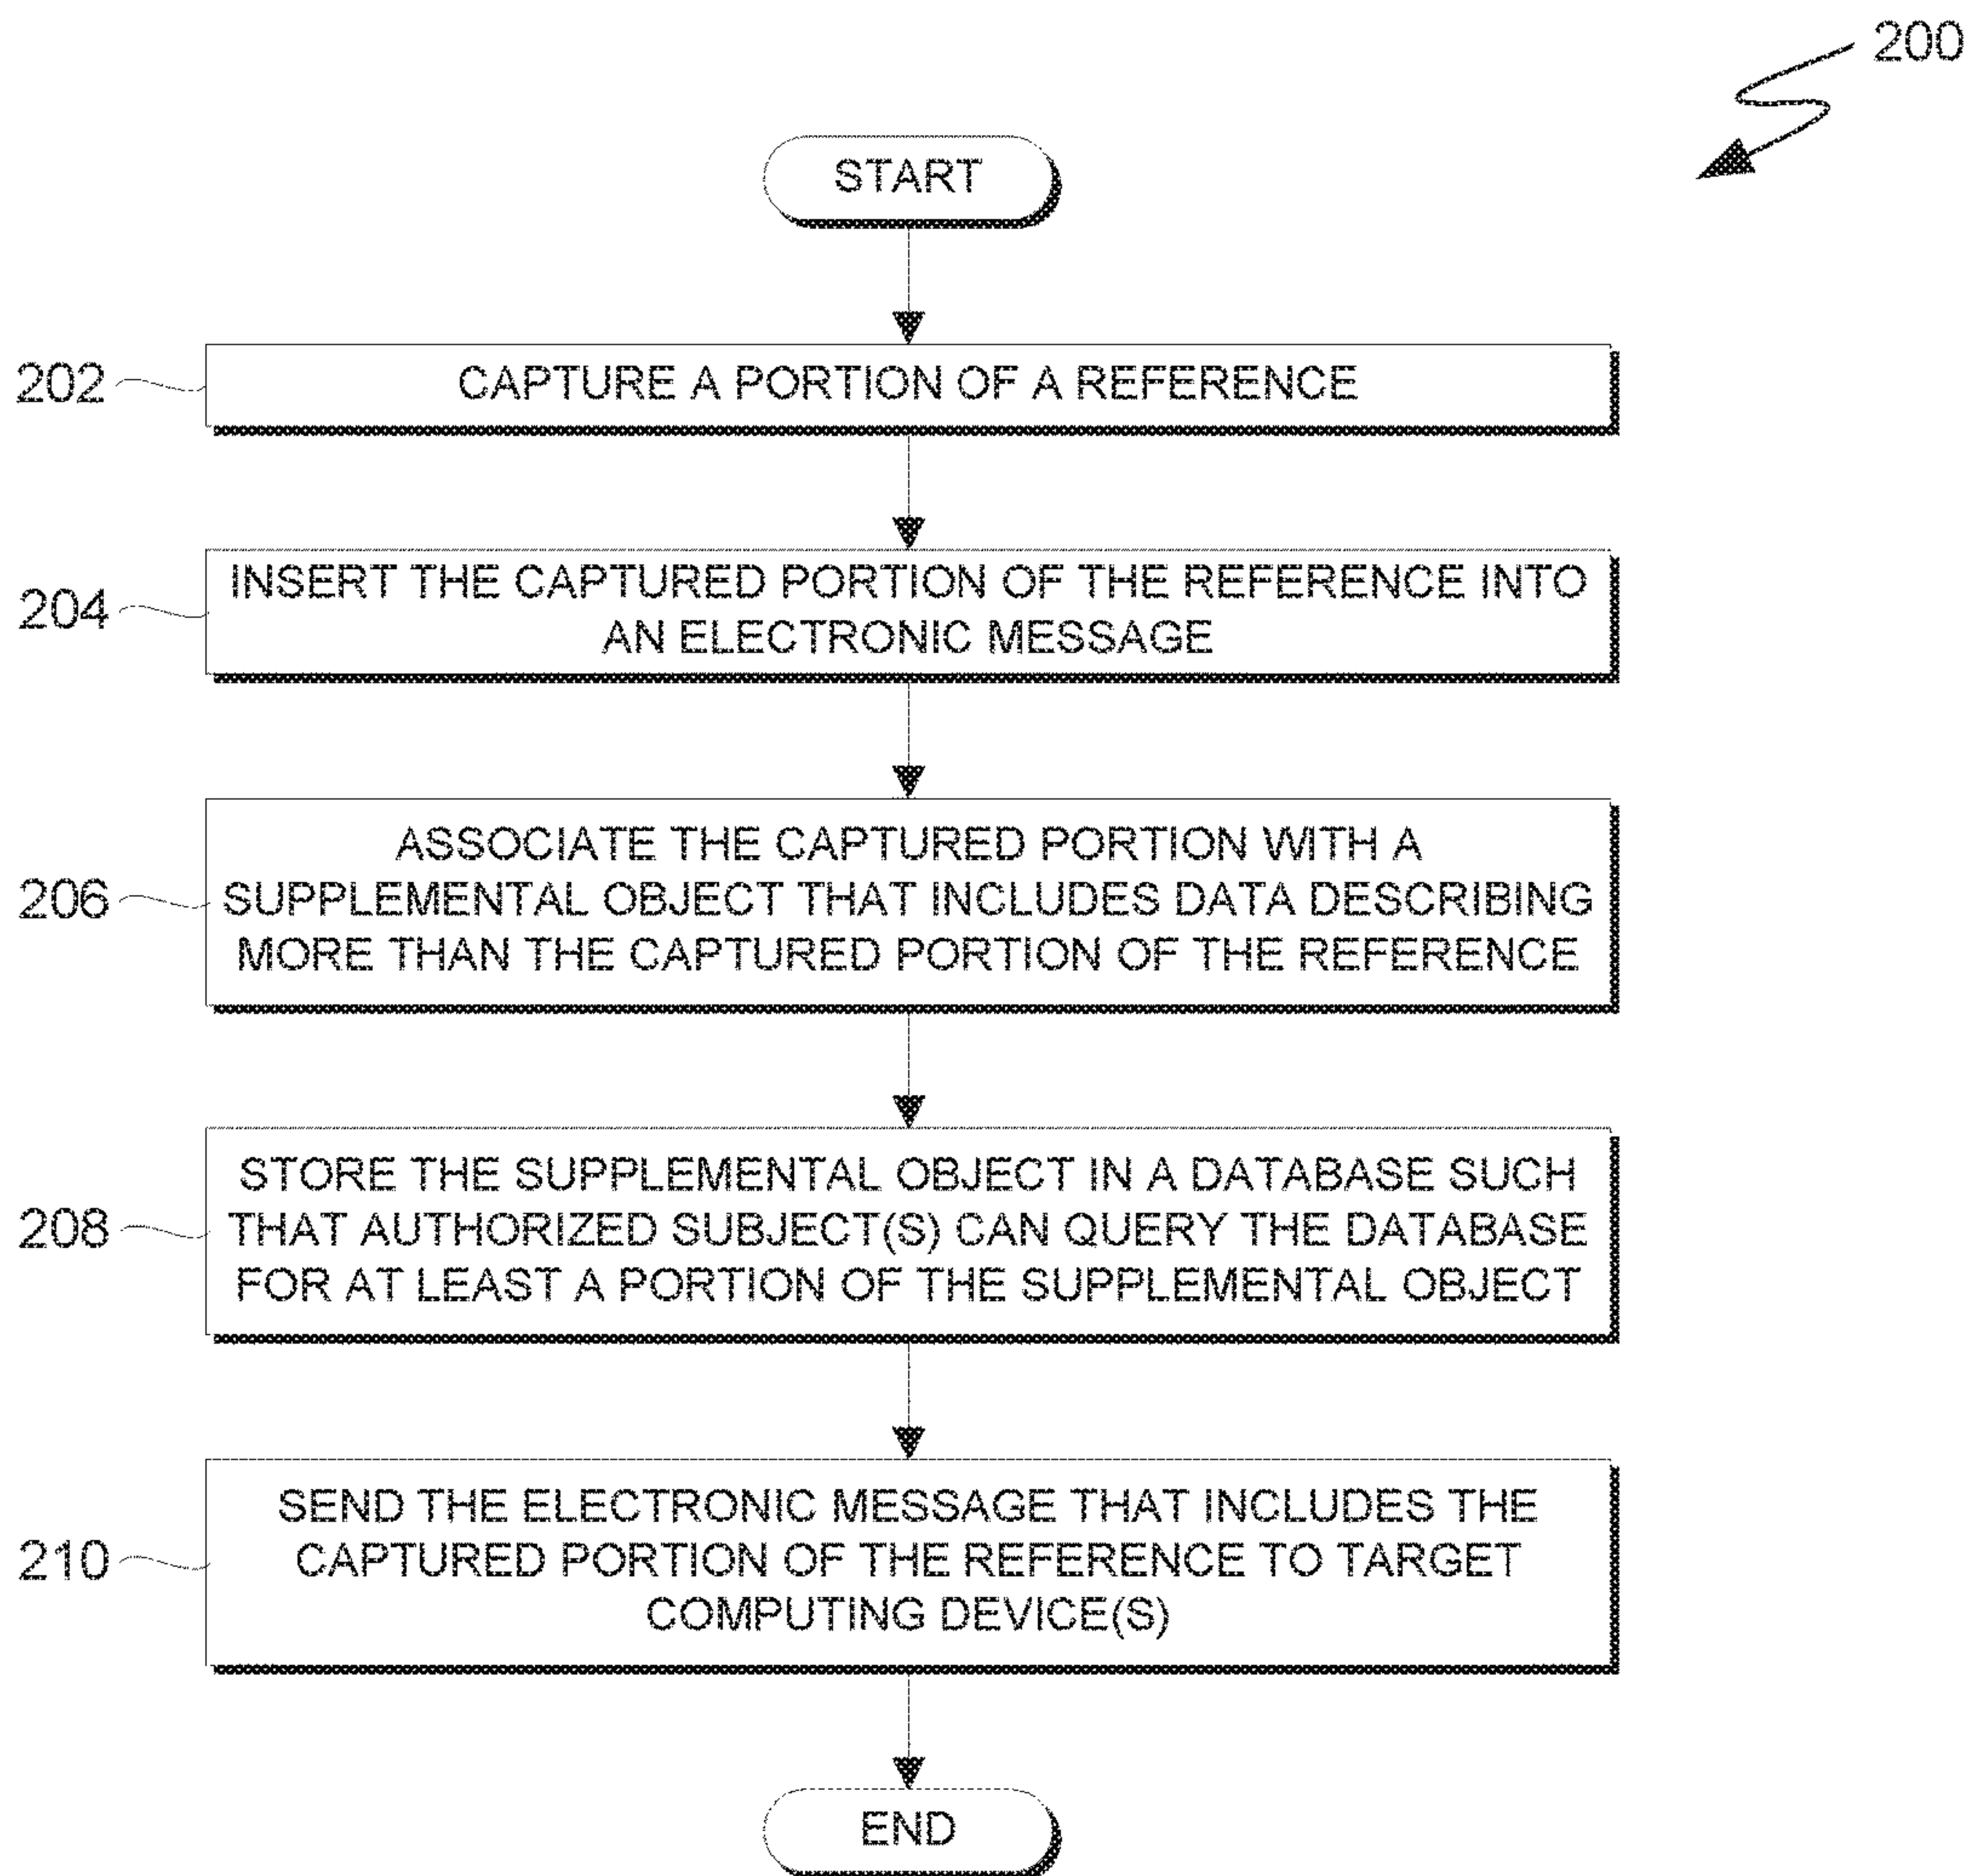 200
START
202
CAPTURE A PORTION OF A REFERENCE
204
INSERT THE CAPTURED PORTION OF THE REFERENCE INTO
AN ELECTRONIC MESSAGE
206
ASSOCIATE THE CAPTURED PORTION WITH A
SUPPLEMENTAL OBJECT THAT INCLUDES DATA DESCRIBING
MORE THAN THE CAPTURED PORTION OF THE REFERENCE
208
STORE THE SUPPLEMENTAL OBJECT IN A DATABASE SUCH
THAT AUTHORIZED SUBJECT(S) CAN QUERY THE DATABASE
FOR AT LEAST A PORTION OF THE SUPPLEMENTAL OBJECT
210
SEND THE ELECTRONIC MESSAGE THAT INCLUDES THE
CAPTURED PORTION OF THE REFERENCE TO TARGET
COMPUTING DEVICE(S)
END